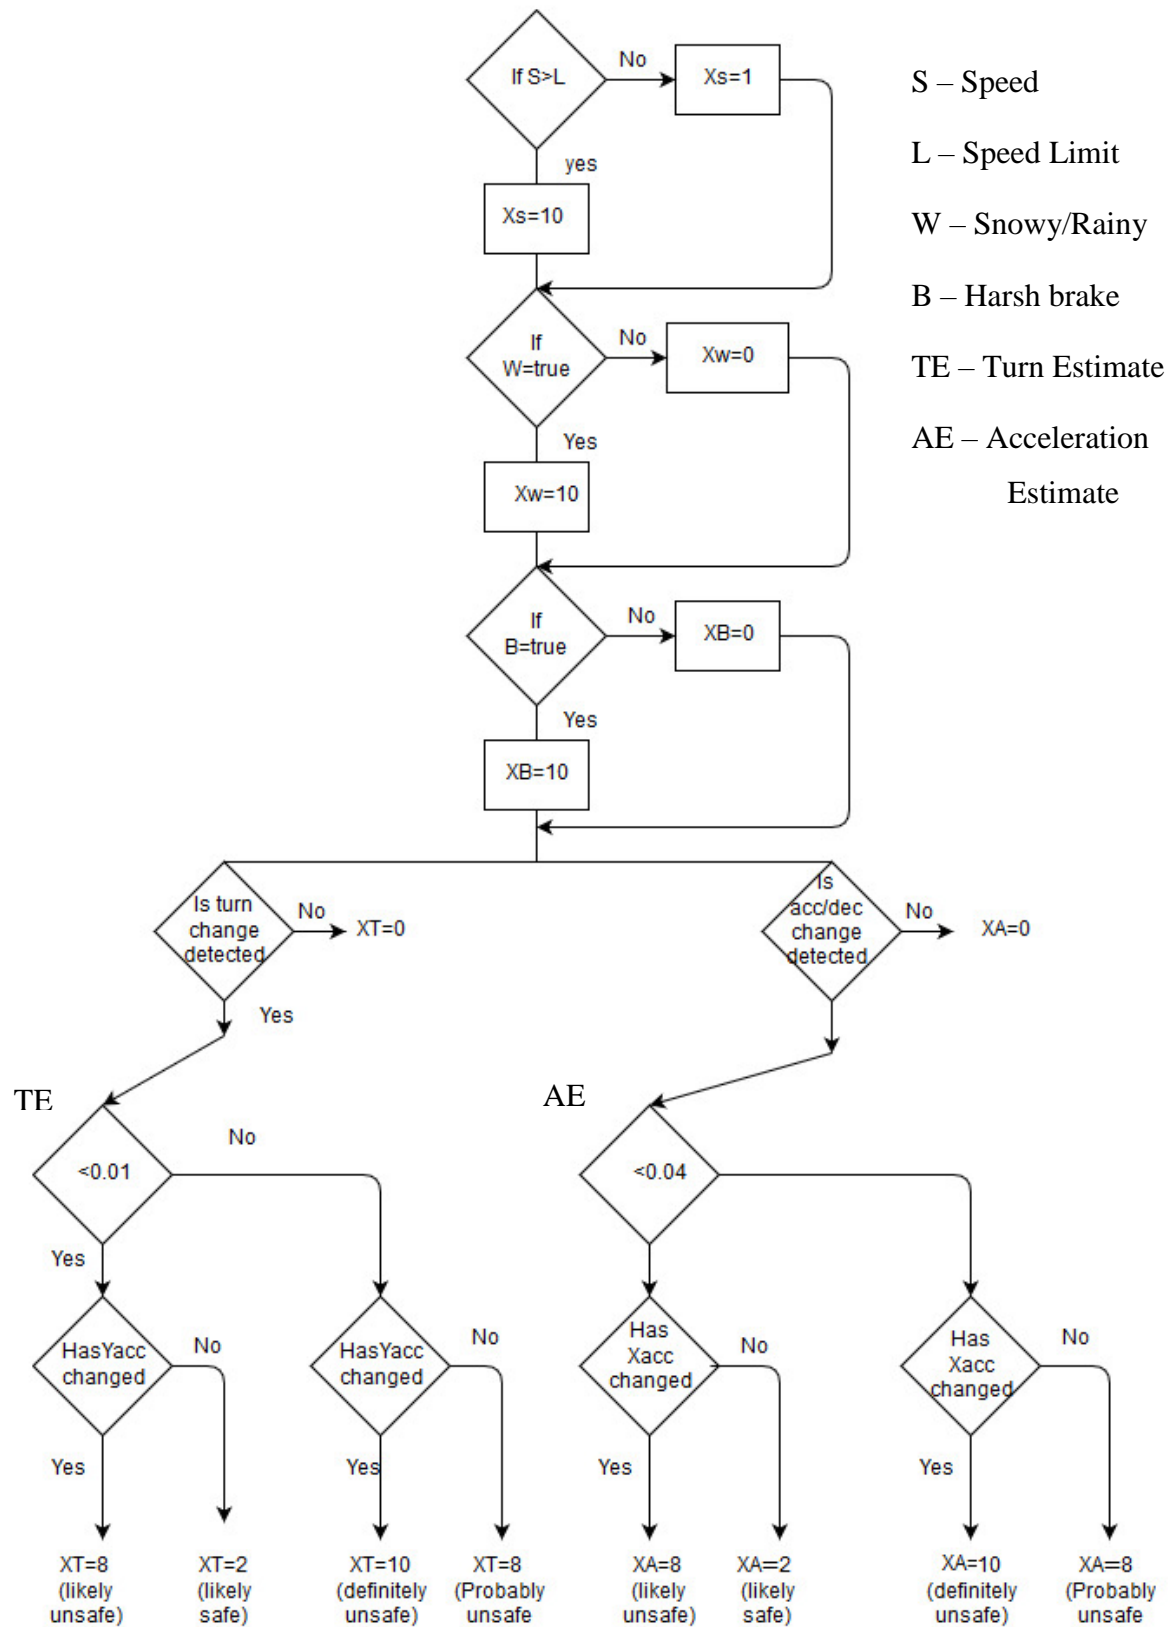 If S>L
No
Xs=1
yes
Xs=10
If
W=true
No
Xw=0
Yes
Xw=10
If
B=true
No
XB=0
Yes
XB=10
S – Speed
L – Speed Limit
W – Snowy/Rainy
B – Harsh brake
TE – Turn Estimate
AE – Acceleration
Estimate
Is turn
change
detected
No
XT=0
Yes
Is
acc/dec
change
detected
No
XA=0
TE
<0.01
No
Yes
HasYacc
changed
No
Yes
HasYacc
changed
No
Yes
AE
<0.04
Has
Xacc
changed
No
Yes
Has
Xacc
changed
No
Yes
XT=8
(likely
unsafe)
XT=2
(likely
safe)
XT=10
(definitely
unsafe)
XT=8
(Probably
unsafe
XA=8
(likely
unsafe)
XA=2
(likely
safe)
XA=10
(definitely
unsafe)
XA=8
(Probably
unsafe